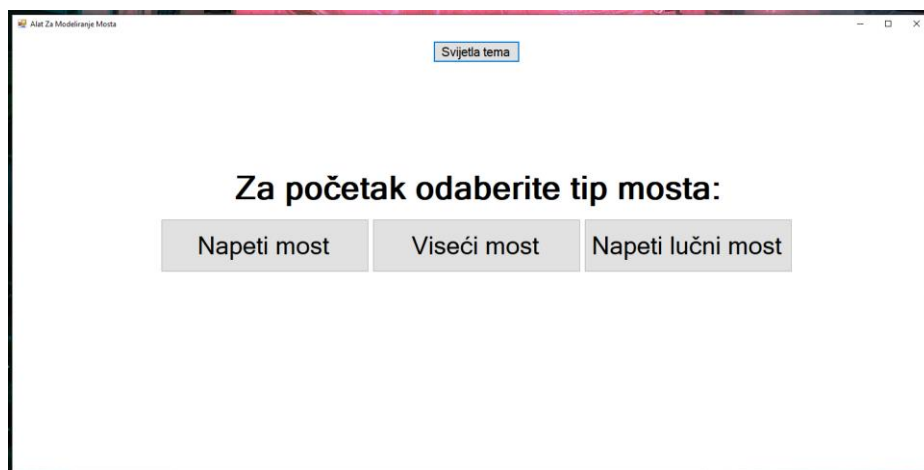 Alat Za Modeliranje Mosta
Svijetla tema
Za početak odaberite tip mosta:
Napeti most Viseći most Napeti lučni most